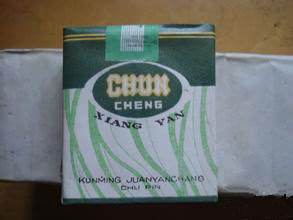 CHUN
CHENG
XIANG YAN
KUNMING JUANYANCHANG
CHU PIN